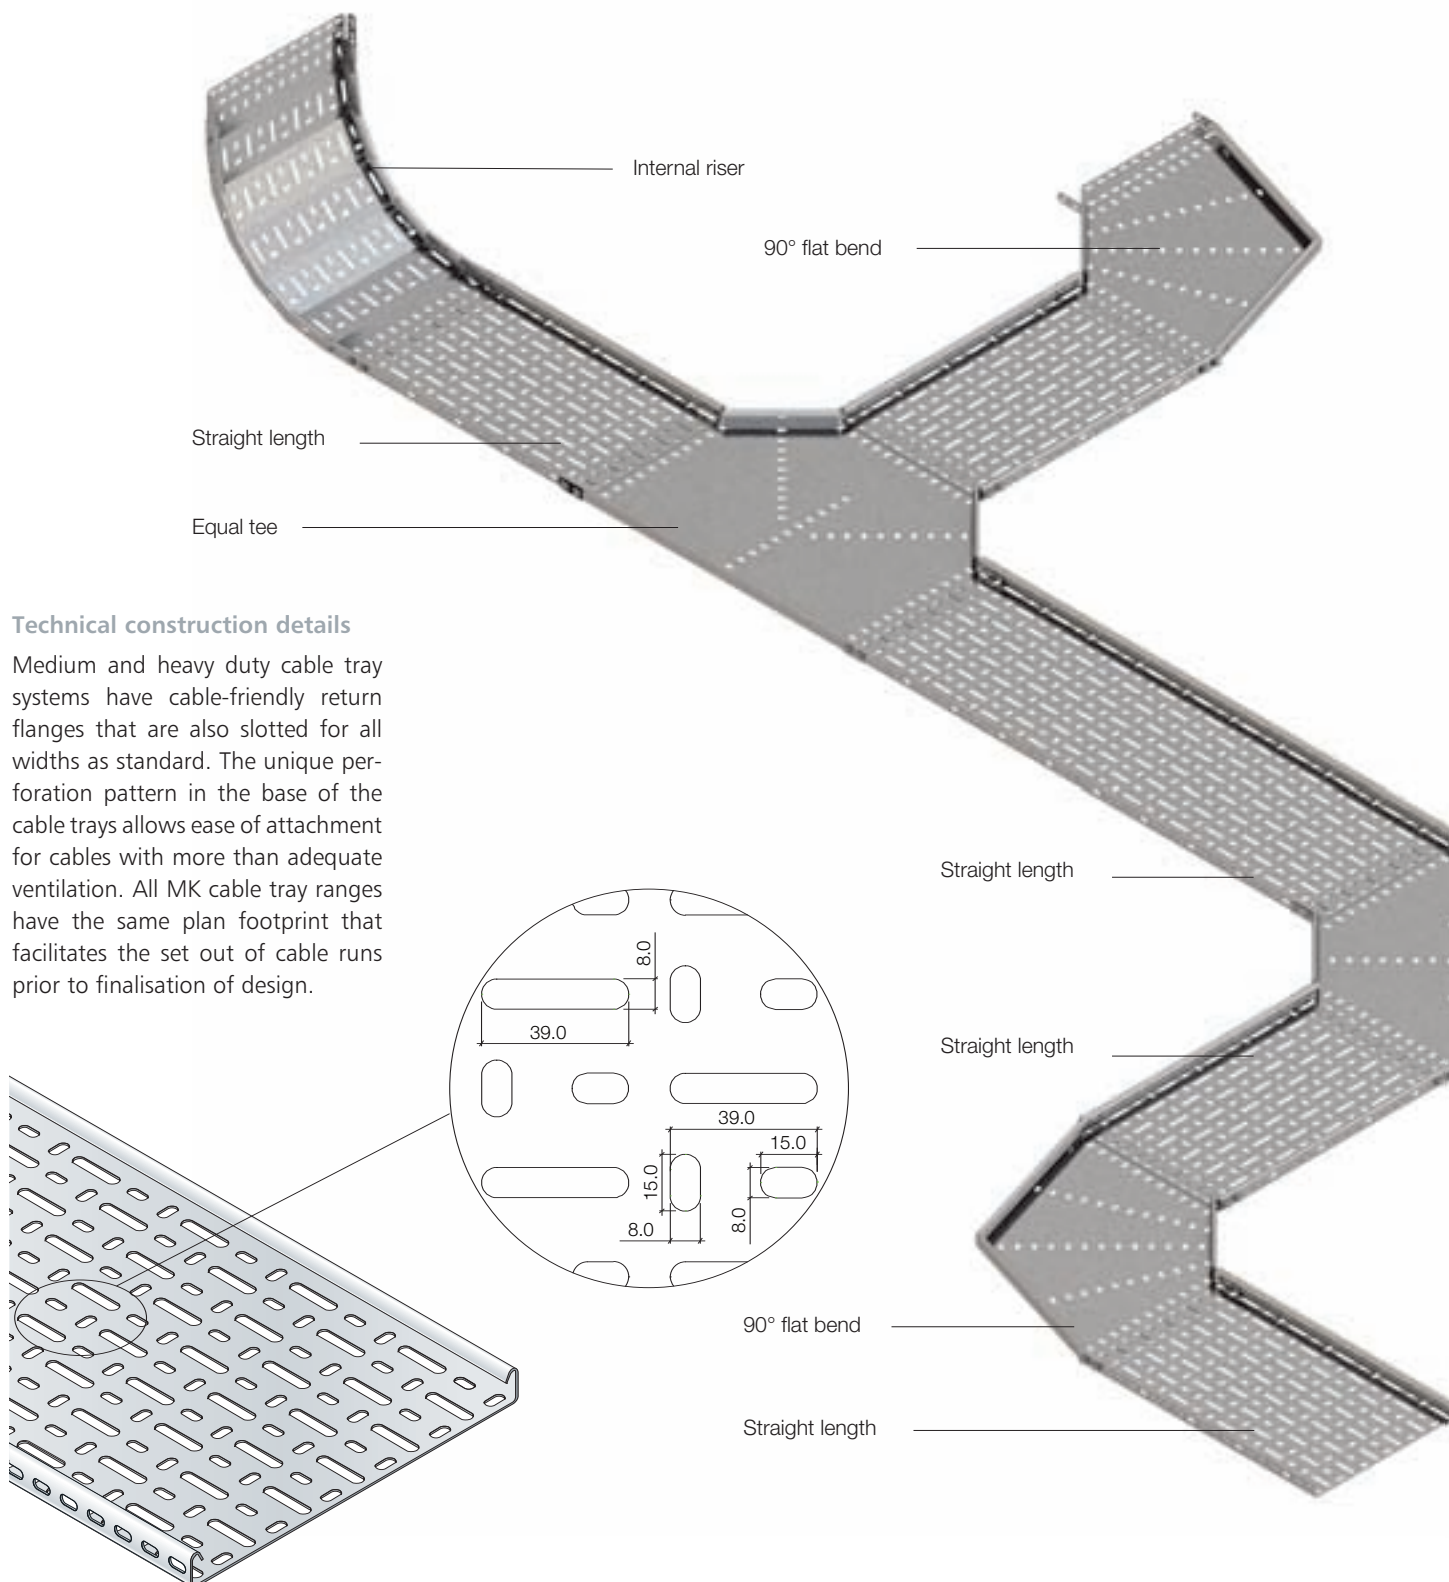 Internal riser
90° flat bend
Straight length
Equal tee
Technical construction details
Medium and heavy duty cable tray
systems have cable-friendly return
flanges that are also slotted for all
widths as standard. The unique per-
foration pattern in the base of the
cable trays allows ease of attachment
for cables with more than adequate
ventilation. All MK cable tray ranges
have the same plan footprint that
facilitates the set out of cable runs
prior to finalisation of design.
Straight length
8.0
39.0
Straight length
39.0
15.0
15.0
8.0
8.0
90° flat bend
Straight length